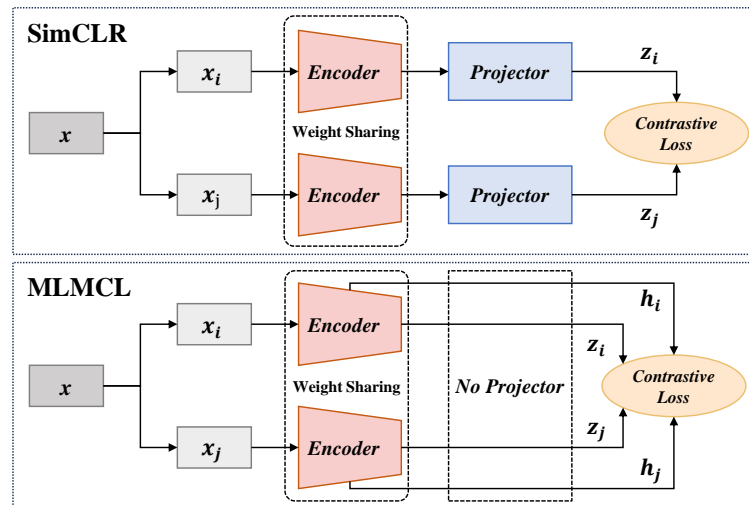 SimCLR
x
x_i
x_j
Encoder
Weight Sharing
Encoder
Projector
Projector
z_i
z_j
Contrastive
Loss
MLMCL
x
x_i
x_j
Encoder
Weight Sharing
Encoder
No Projector
h_i
z_i
z_j
h_j
Contrastive
Loss